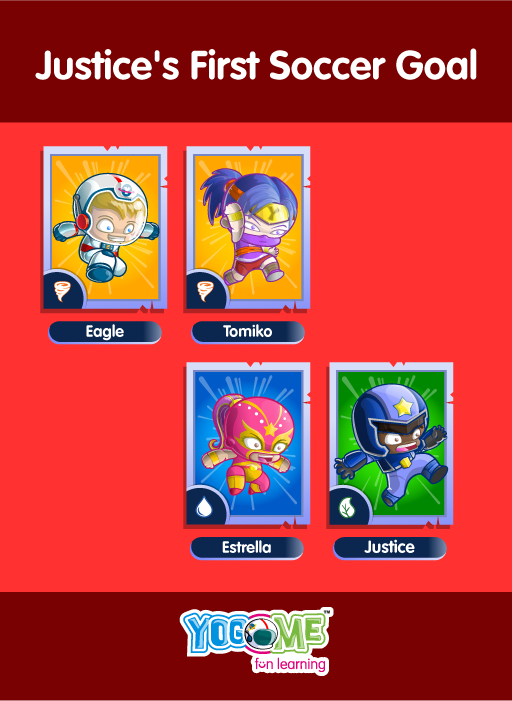 Justice's First Soccer Goal
Eagle
Tomiko
Estrella
Justice
YOGOME™
fun learning